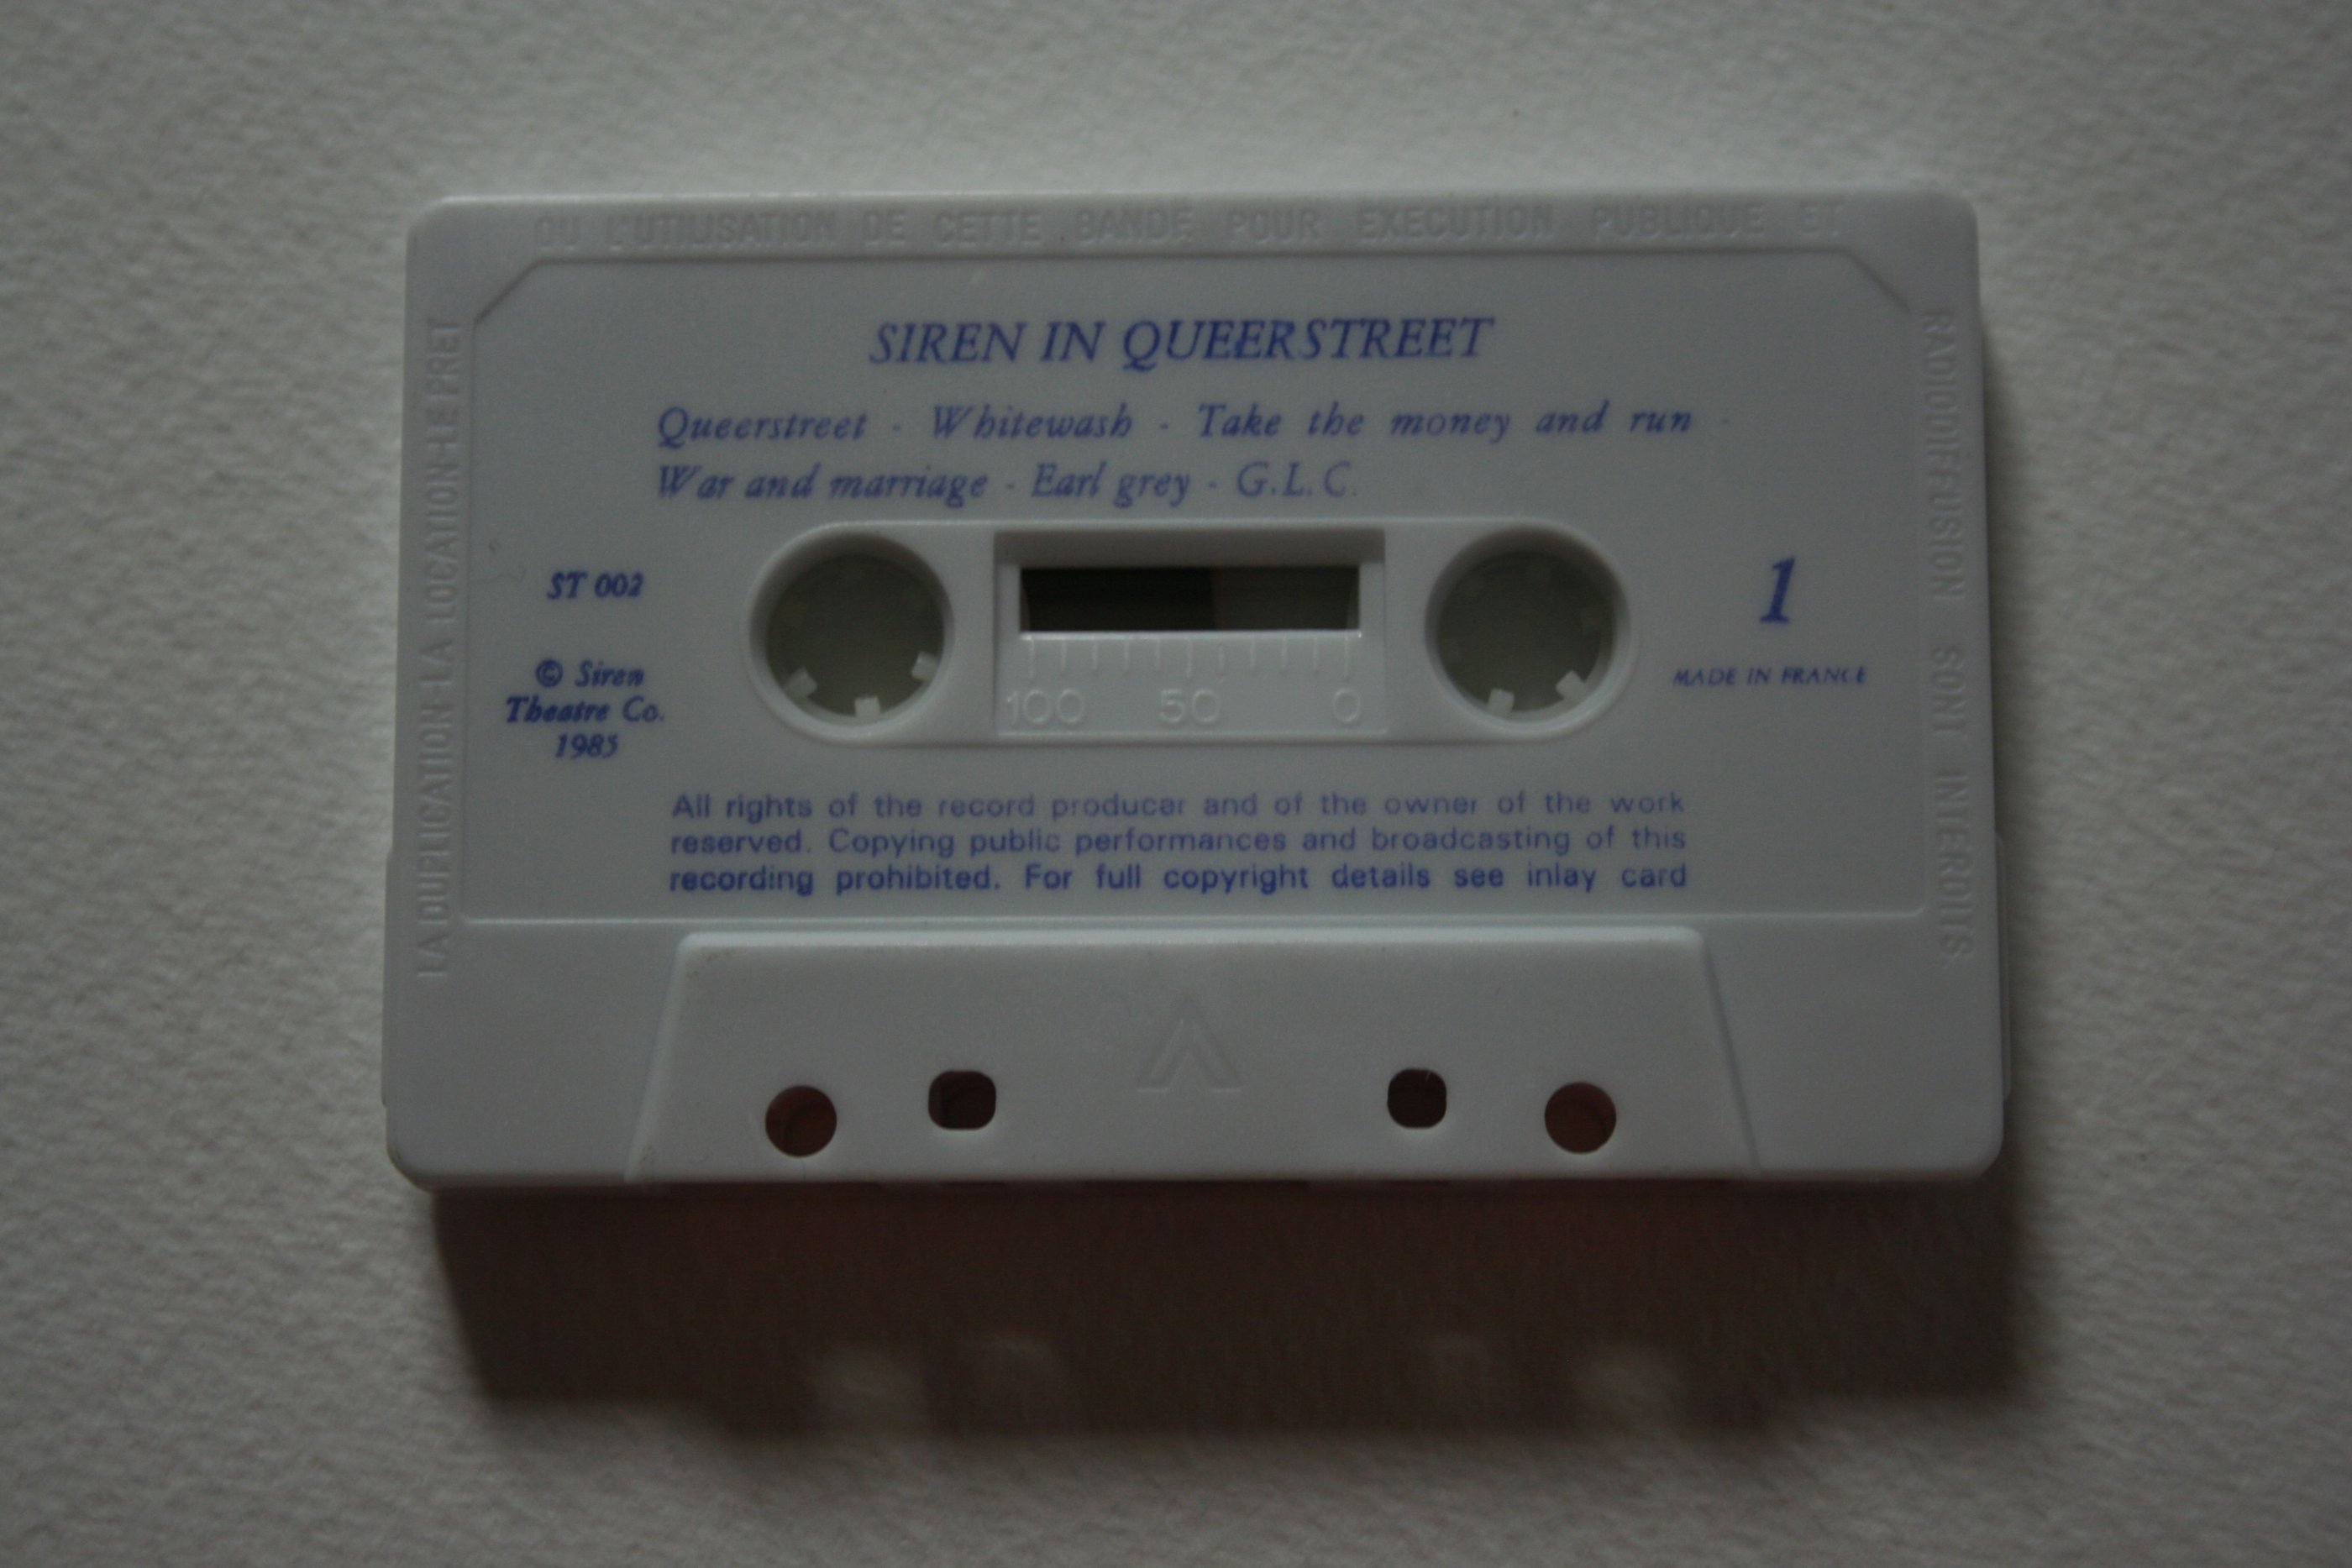 LA DUPLICATION-LA LOCATION-LE PRET
OU L'UTILISATION DE CETTE BANDE POUR EXECUTION PUBLIQUE ET
RADIODIFFUSION SONT INTERDITS.
SIREN IN QUEERSTREET
Queerstreet - Whitewash - Take the money and run -
War and marriage - Earl grey - G.L.C.
ST 002
© Siren
Theatre Co.
1985
100 50 0
1
MADE IN FRANCE
All rights of the record producer and of the owner of the work
reserved. Copying public performances and broadcasting of this
recording prohibited. For full copyright details see inlay card